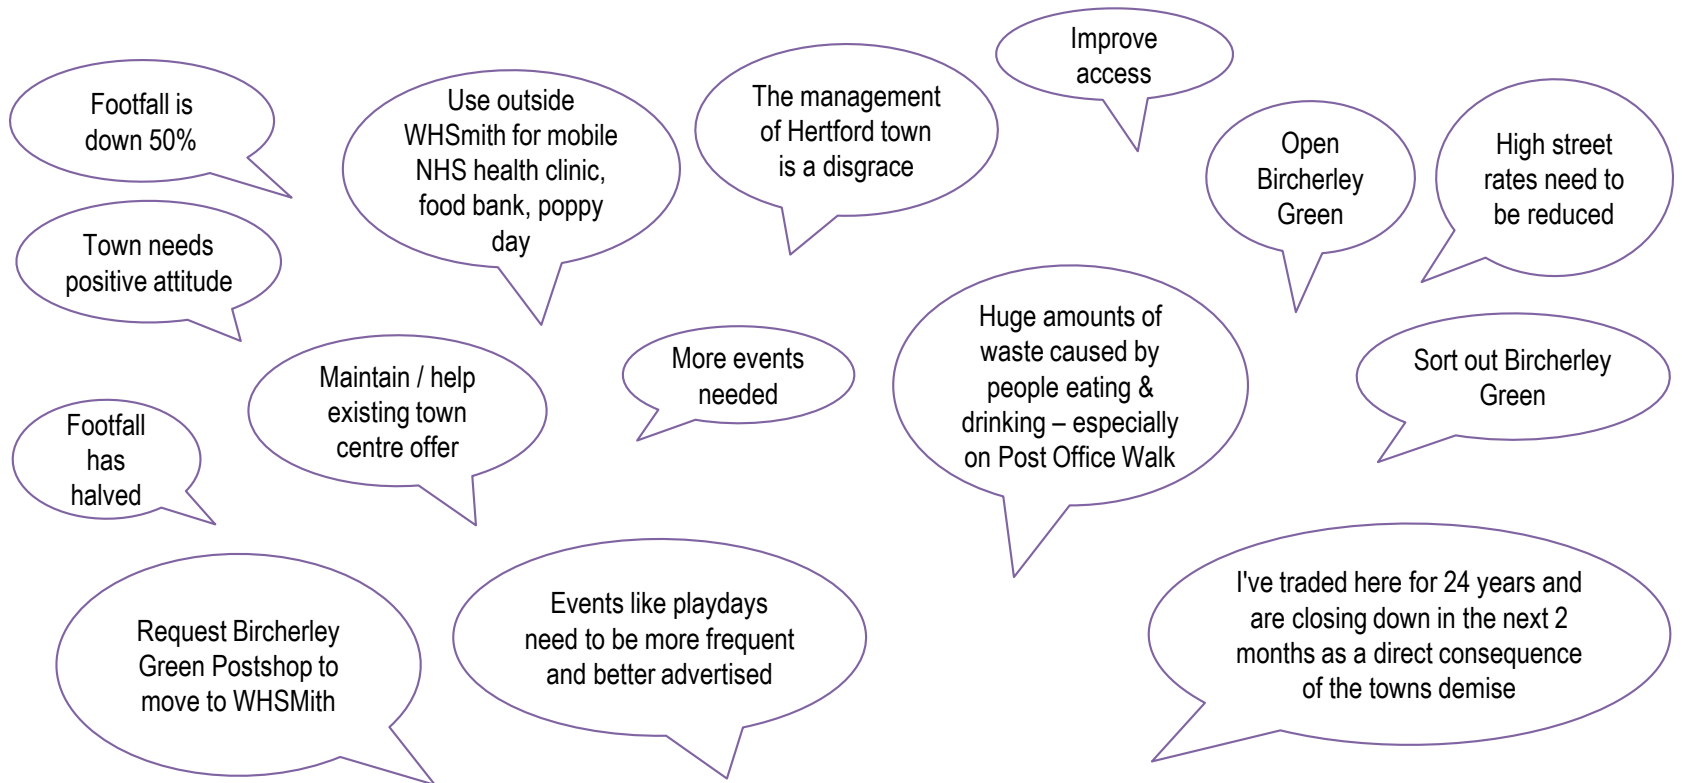 Improve
access
Footfall is
down 50%
Use outside
WHSmith for mobile
NHS health clinic,
food bank, poppy
day
The management
of Hertford town
is a disgrace
Open
Bircherley
Green
High street
rates need to
be reduced
Town needs
positive attitude
Maintain / help
existing town
centre offer
More events
needed
Huge amounts of
waste caused by
people eating &
drinking – especially
on Post Office Walk
Sort out Bircherley
Green
Footfall
has
halved
Request Bircherley
Green Postshop to
move to WHSMith
Events like playdays
need to be more frequent
and better advertised
I've traded here for 24 years and
are closing down in the next 2
months as a direct consequence
of the towns demise